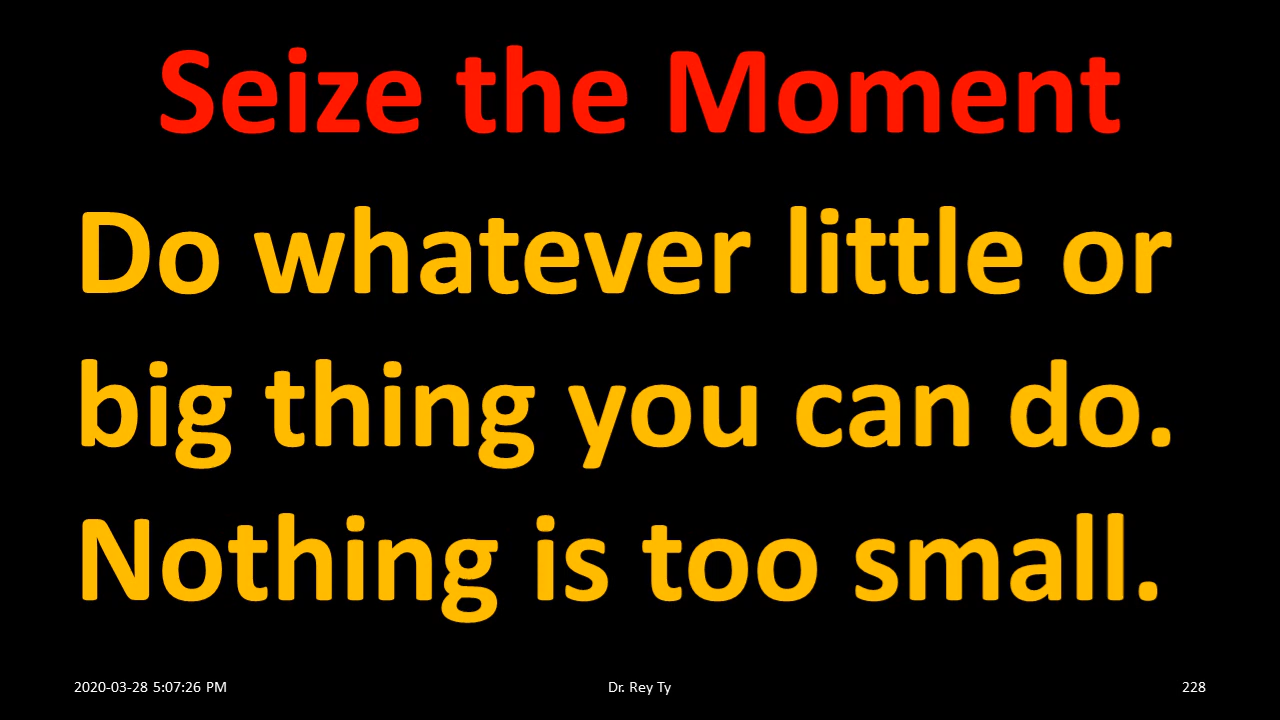 Seize the Moment
Do whatever little or
big thing you can do.
Nothing is too small.
2020-03-28 5:07:26 PM
Dr. Rey Ty
228